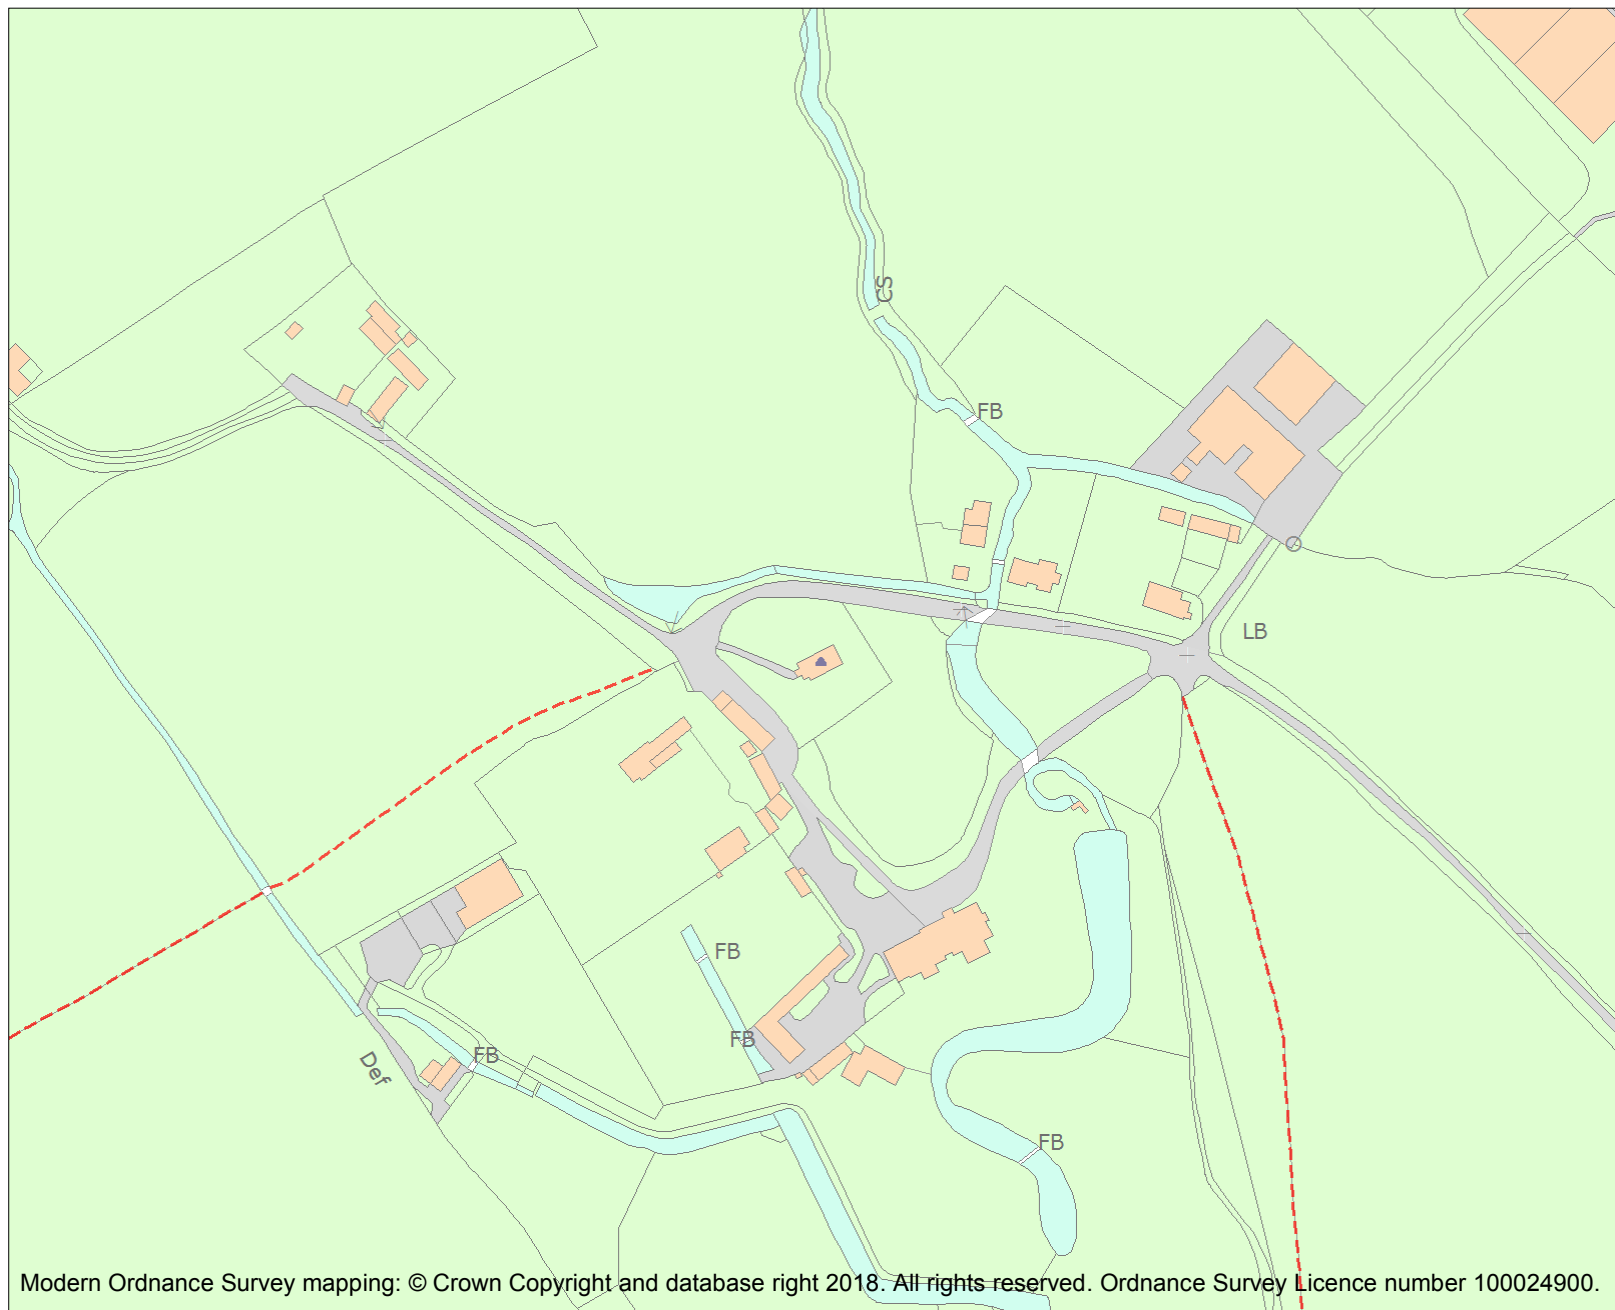 CS
FB
LB
FB
FB
FB
Def
FB
Modern Ordnance Survey mapping: © Crown Copyright and database right 2018. All rights reserved. Ordnance Survey Licence number 100024900.